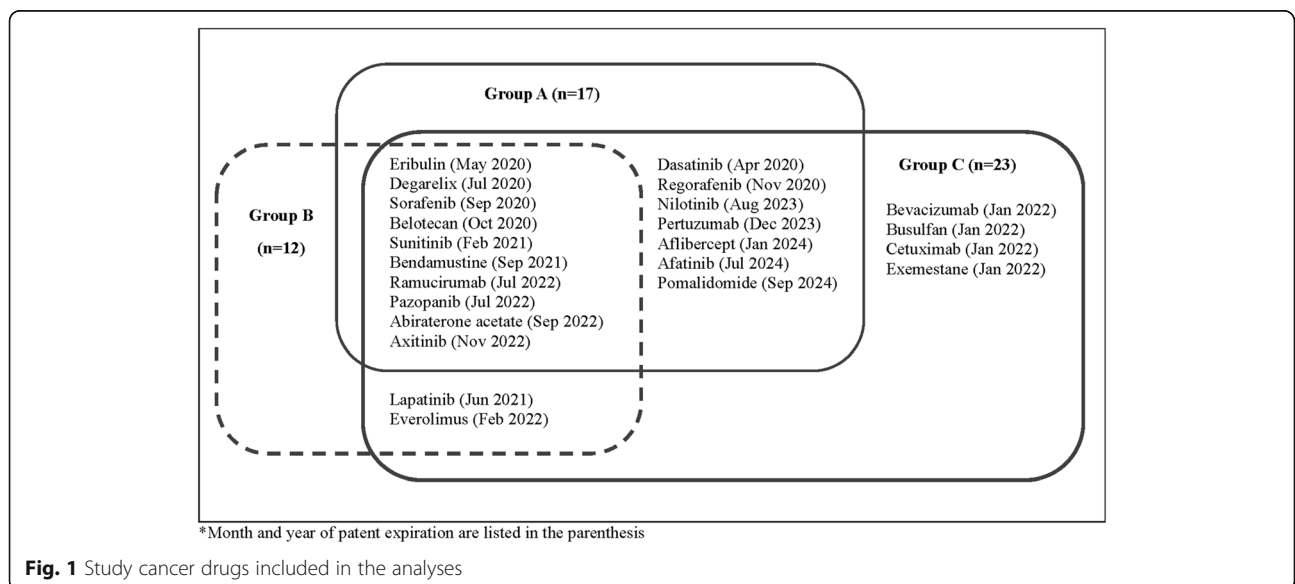 Group A (n=17)
Group B
(n=12)
Eribulin (May 2020)
Degarelix (Jul 2020)
Sorafenib (Sep 2020)
Belotecan (Oct 2020)
Sunitinib (Feb 2021)
Bendamustine (Sep 2021)
Ramucirumab (Jul 2022)
Pazopanib (Jul 2022)
Abiraterone acetate (Sep 2022)
Axitinib (Nov 2022)
Lapatinib (Jun 2021)
Everolimus (Feb 2022)
Dasatinib (Apr 2020)
Regorafenib (Nov 2020)
Nilotinib (Aug 2023)
Pertuzumab (Dec 2023)
Aflibercept (Jan 2024)
Afatinib (Jul 2024)
Pomalidomide (Sep 2024)
Group C (n=23)
Bevacizumab (Jan 2022)
Busulfan (Jan 2022)
Cetuximab (Jan 2022)
Exemestane (Jan 2022)
*Month and year of patent expiration are listed in the parenthesis
Fig. 1 Study cancer drugs included in the analyses